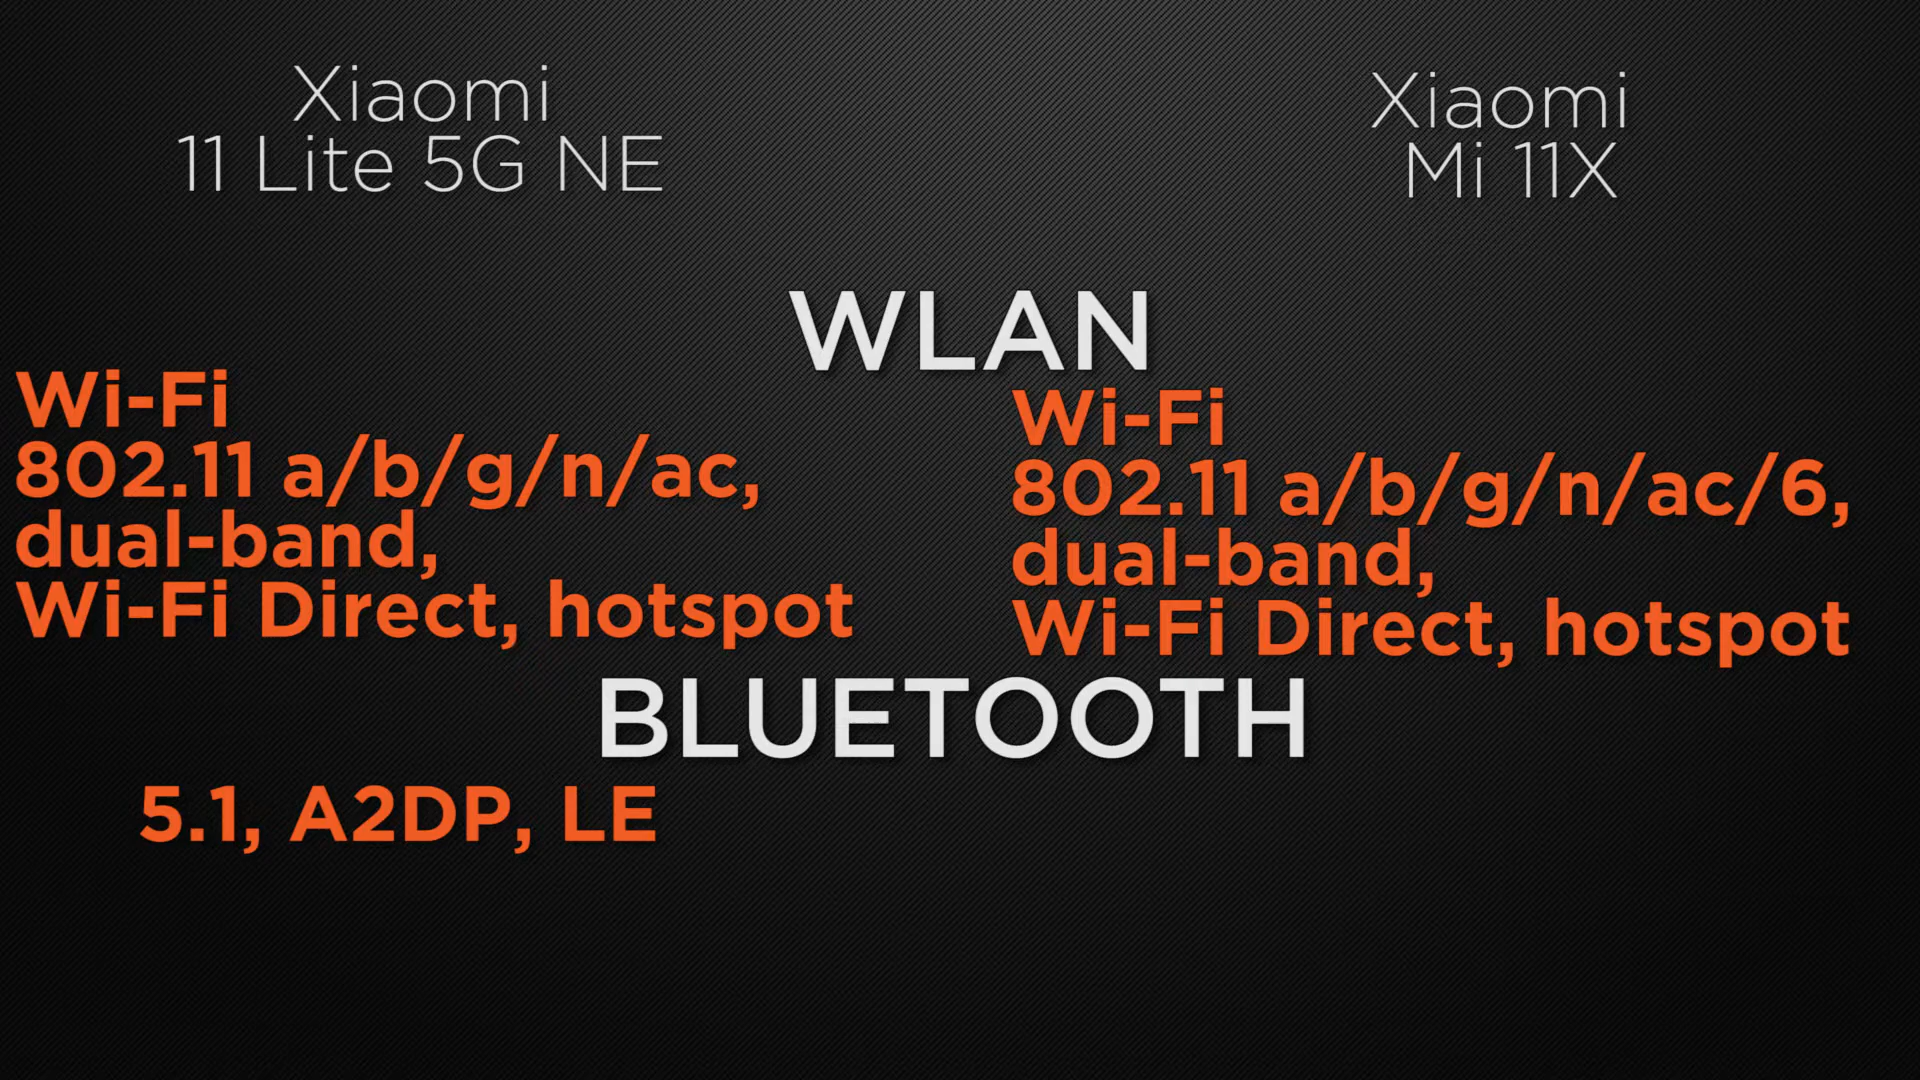 Xiaomi
11 Lite 5G NE
Xiaomi
Mi 11X
WLAN
Wi-Fi
802.11 a/b/g/n/ac,
dual-band,
Wi-Fi Direct, hotspot
Wi-Fi
802.11 a/b/g/n/ac/6,
dual-band,
Wi-Fi Direct, hotspot
BLUETOOTH
5.1, A2DP, LE